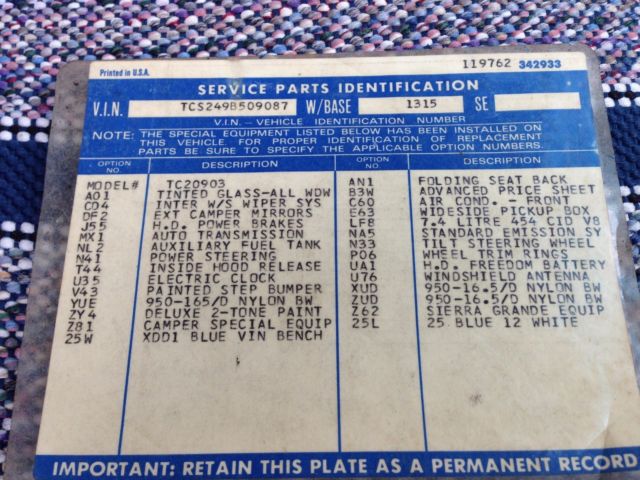 119762 342933
Printed in U.S.A.
SERVICE PARTS IDENTIFICATION
V.I.N. TCS249B509087 W/BASE 1315 SE
V.I.N. - VEHICLE IDENTIFICATION NUMBER
NOTE: THE SPECIAL EQUIPMENT LISTED BELOW HAS BEEN INSTALLED ON
THIS VEHICLE. FOR PROPER IDENTIFICATION OF REPLACEMENT
PARTS BE SURE TO SPECIFY THE APPLICABLE OPTION NUMBERS.
OPTION NO. DESCRIPTION OPTION NO. DESCRIPTION
MODEL# TC20903 AN1 FOLDING SEAT BACK
AO1 TINTED GLASS-ALL WDW B3W ADVANCED PRICE SHEET
CD4 INTER W/S WIPER SYS C60 AIR COND. - FRONT
DF2 EXT CAMPER MIRRORS E63 WIDESIDE PICKUP BOX
J55 H.D. POWER BRAKES LF8 7.4 LITRE 454 CID V8
MX1 AUTO TRANSMISSION NA5 STANDARD EMISSION SY
NL2 AUXILIARY FUEL TANK N33 TILT STEERING WHEEL
N41 POWER STEERING PO6 WHEEL TRIM RINGS
T44 INSIDE HOOD RELEASE UA1 H.D. FREEDOM BATTERY
U35 ELECTRIC CLOCK U76 WINDSHIELD ANTENNA
V43 PAINTED STEP BUMPER XUD 950-16.5/D NYLON BW
YUE 950-165/D NYLON BW ZUD 950-16.5/D NYLON BW
ZY4 DELUXE 2-TONE PAINT Z62 SIERRA GRANDE EQUIP
Z81 CAMPER SPECIAL EQUIP 25L 25 BLUE 12 WHITE
25W XDD1 BLUE VIN BENCH
IMPORTANT: RETAIN THIS PLATE AS A PERMANENT RECORD